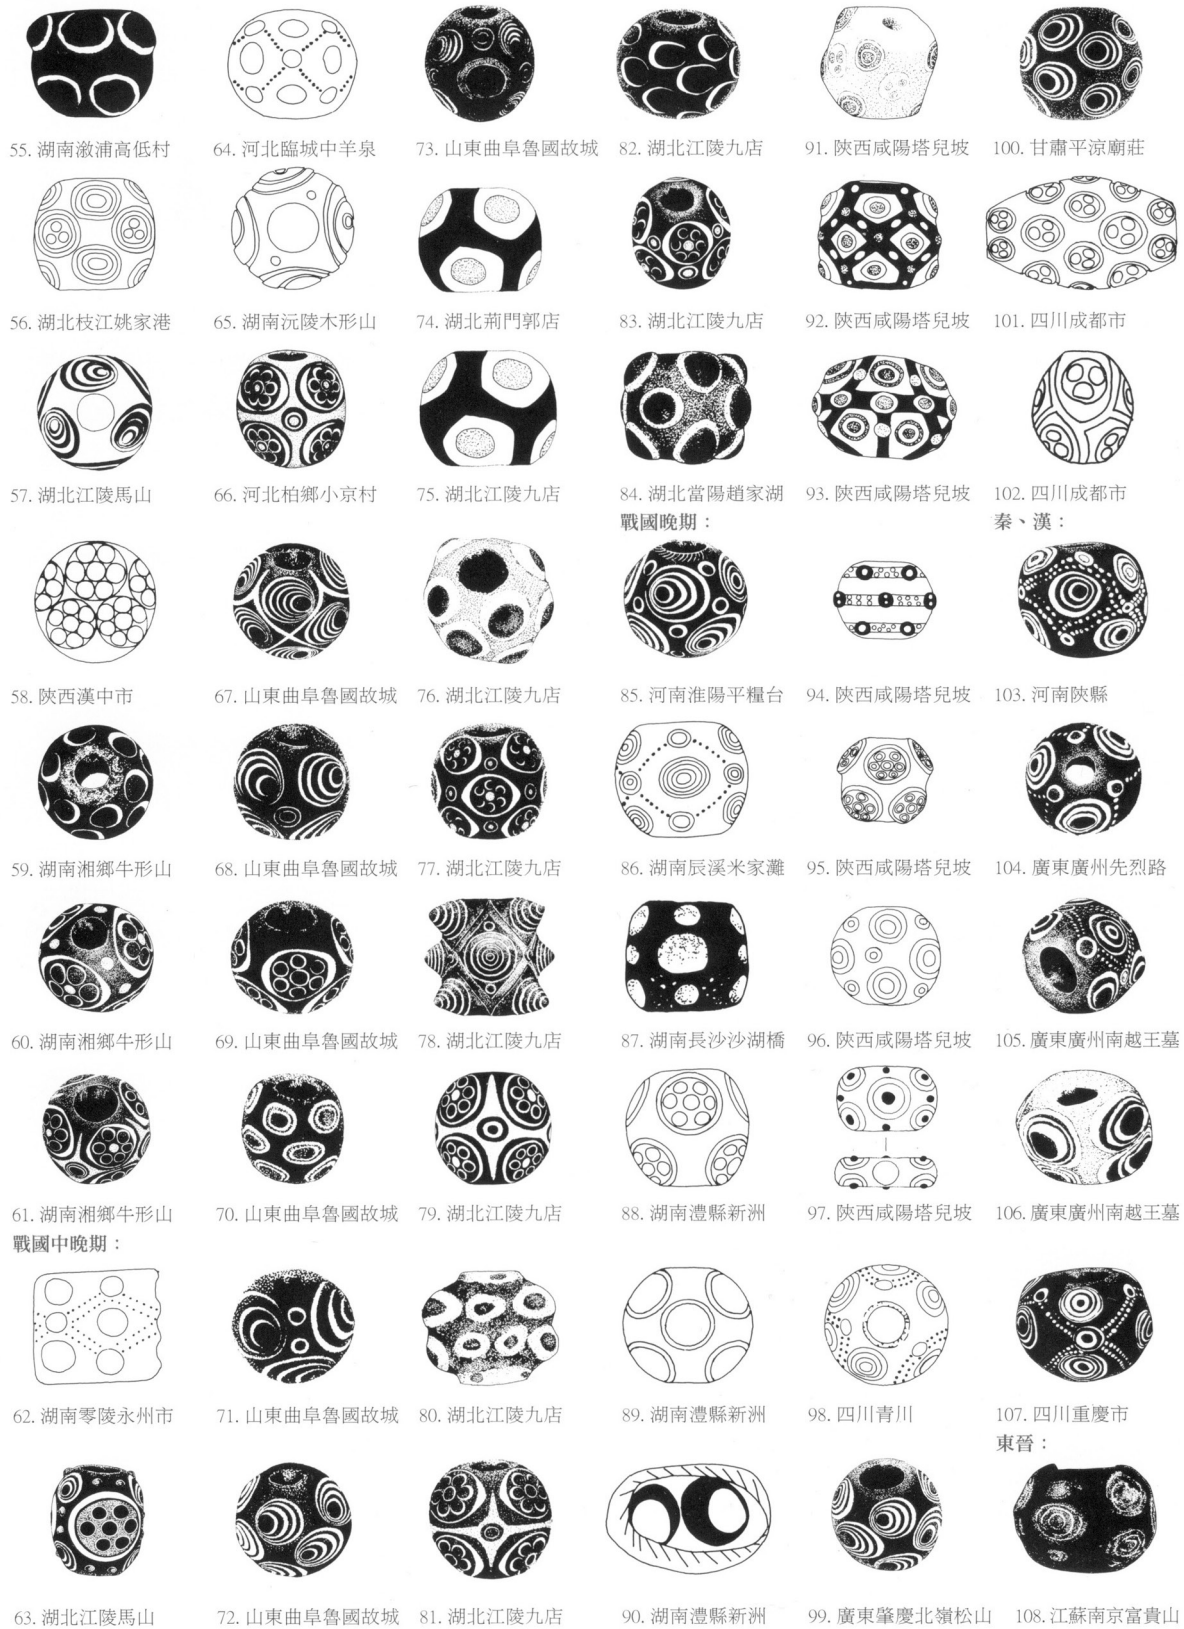 55. 湖南漵浦高低村
56. 湖北枝江姚家港
57. 湖北江陵馬山
58. 陝西漢中市
59. 湖南湘鄉牛形山
60. 湖南湘鄉牛形山
61. 湖南湘鄉牛形山
戰國中晚期：
62. 湖南零陵永州市
63. 湖北江陵馬山
64. 河北臨城中羊泉
65. 湖南沅陵木形山
66. 河北柏鄉小京村
67. 山東曲阜魯國故城
68. 山東曲阜魯國故城
69. 山東曲阜魯國故城
70. 山東曲阜魯國故城
71. 山東曲阜魯國故城
72. 山東曲阜魯國故城
73. 山東曲阜魯國故城
74. 湖北荊門郭店
75. 湖北江陵九店
76. 湖北江陵九店
77. 湖北江陵九店
78. 湖北江陵九店
79. 湖北江陵九店
80. 湖北江陵九店
81. 湖北江陵九店
82. 湖北江陵九店
83. 湖北江陵九店
84. 湖北當陽趙家湖
戰國晚期：
85. 河南淮陽平糧台
86. 湖南辰溪米家灘
87. 湖南長沙沙湖橋
88. 湖南澧縣新洲
89. 湖南澧縣新洲
90. 湖南澧縣新洲
91. 陝西咸陽塔兒坡
92. 陝西咸陽塔兒坡
93. 陝西咸陽塔兒坡
94. 陝西咸陽塔兒坡
95. 陝西咸陽塔兒坡
96. 陝西咸陽塔兒坡
97. 陝西咸陽塔兒坡
98. 四川青川
99. 廣東肇慶北嶺松山
100. 甘肅平涼廟莊
101. 四川成都市
102. 四川成都市
秦、漢：
103. 河南陝縣
104. 廣東廣州先烈路
105. 廣東廣州南越王墓
106. 廣東廣州南越王墓
107. 四川重慶市
東晉：
108. 江蘇南京富貴山